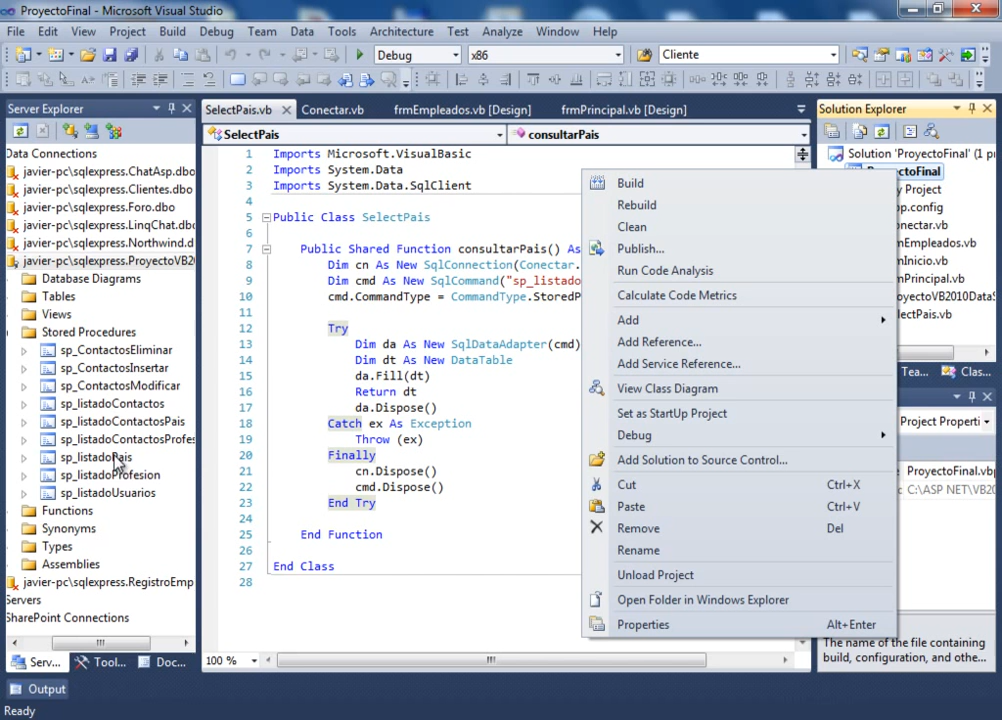 ProyectoFinal - Microsoft Visual Studio
File Edit View Project Build Debug Team Data Tools Architecture Test Analyze Window Help
Debug x86 Cliente
Server Explorer
Data Connections
javier-pc\sqlexpress.ChatAsp.dbo
javier-pc\sqlexpress.Clientes.dbo
javier-pc\sqlexpress.Foro.dbo
javier-pc\sqlexpress.LinqChat.dbo
javier-pc\sqlexpress.Northwind.d
javier-pc\sqlexpress.ProyectoVB20
Database Diagrams
Tables
Views
Stored Procedures
sp_ContactosEliminar
sp_ContactosInsertar
sp_ContactosModificar
sp_listadoContactos
sp_listadoContactosPais
sp_listadoContactosProfes
sp_listadoPais
sp_listadoProfesion
sp_listadoUsuarios
Functions
Synonyms
Types
Assemblies
javier-pc\sqlexpress.RegistroEmp
Servers
SharePoint Connections
Serv... Tool... Doc...
Output
Ready
SelectPais.vb Conectar.vb frmEmpleados.vb [Design] frmPrincipal.vb [Design]
SelectPais consultarPais
1 Imports Microsoft.VisualBasic
2 Imports System.Data
3 Imports System.Data.SqlClient
4
5 Public Class SelectPais
6
7 Public Shared Function consultarPais() As
8 Dim cn As New SqlConnection(Conectar.
9 Dim cmd As New SqlCommand("sp_listado
10 cmd.CommandType = CommandType.StoredP
11
12 Try
13 Dim da As New SqlDataAdapter(cmd)
14 Dim dt As New DataTable
15 da.Fill(dt)
16 Return dt
17 da.Dispose()
18 Catch ex As Exception
19 Throw (ex)
20 Finally
21 cn.Dispose()
22 cmd.Dispose()
23 End Try
24
25 End Function
26
27 End Class
28
100 %
Build
Rebuild
Clean
Publish...
Run Code Analysis
Calculate Code Metrics
Add
Add Reference...
Add Service Reference...
View Class Diagram
Set as StartUp Project
Debug
Add Solution to Source Control...
Cut Ctrl+X
Paste Ctrl+V
Remove Del
Rename
Unload Project
Open Folder in Windows Explorer
Properties Alt+Enter
Solution Explorer
Solution 'ProyectoFinal' (1 proje
ProyectoFinal
y Project
pp.config
mEmpleados.vb
mInicio.vb
mPrincipal.vb
oyectoVB2010DataS
lectPais.vb
Tea... Clas...
Project Properti
ProyectoFinal.vbp
C:\ASP NET\VB20
The name of the file containing
build, configuration, and othe...